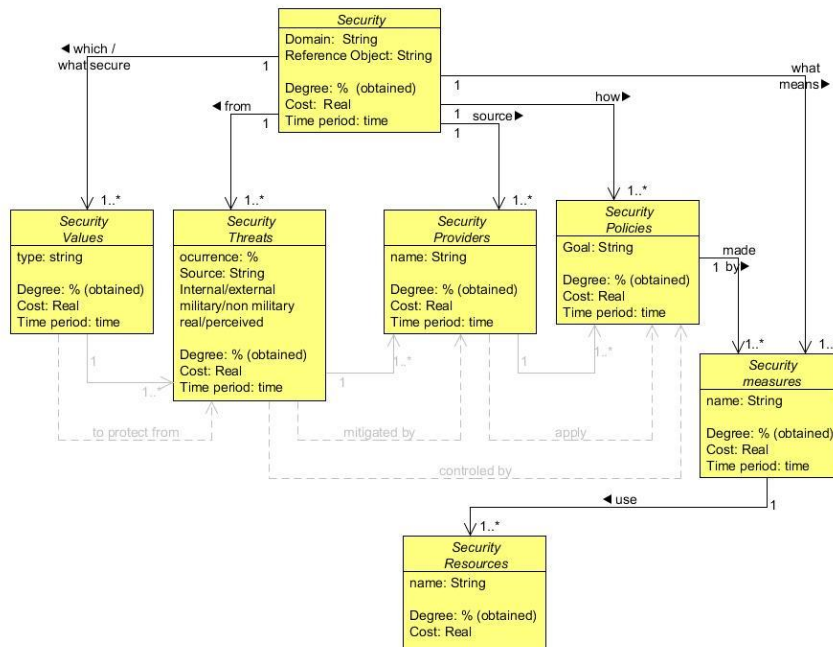 Security
Domain: String
Reference Object: String
Degree: % (obtained)
Cost: Real
Time period: time
◄ which /
what secure
1
◄ from
1
1
what
means►
how►
1
source►
1
1..*
1..*
1..*
1..*
Security
Values
type: string
Degree: % (obtained)
Cost: Real
Time period: time
Security
Threats
ocurrence: %
Source: String
Internal/external
military/non military
real/perceived
Degree: % (obtained)
Cost: Real
Time period: time
Security
Providers
name: String
Degree: % (obtained)
Cost: Real
Time period: time
Security
Policies
Goal: String
Degree: % (obtained)
Cost: Real
Time period: time
made
1 by►
1..*
1..
1
1..*
1
1..*
1
1..*
to protect from
mitigated by
apply
controled by
Security
measures
name: String
Degree: % (obtained)
Cost: Real
Time period: time
◄ use
1
1..*
Security
Resources
name: String
Degree: % (obtained)
Cost: Real